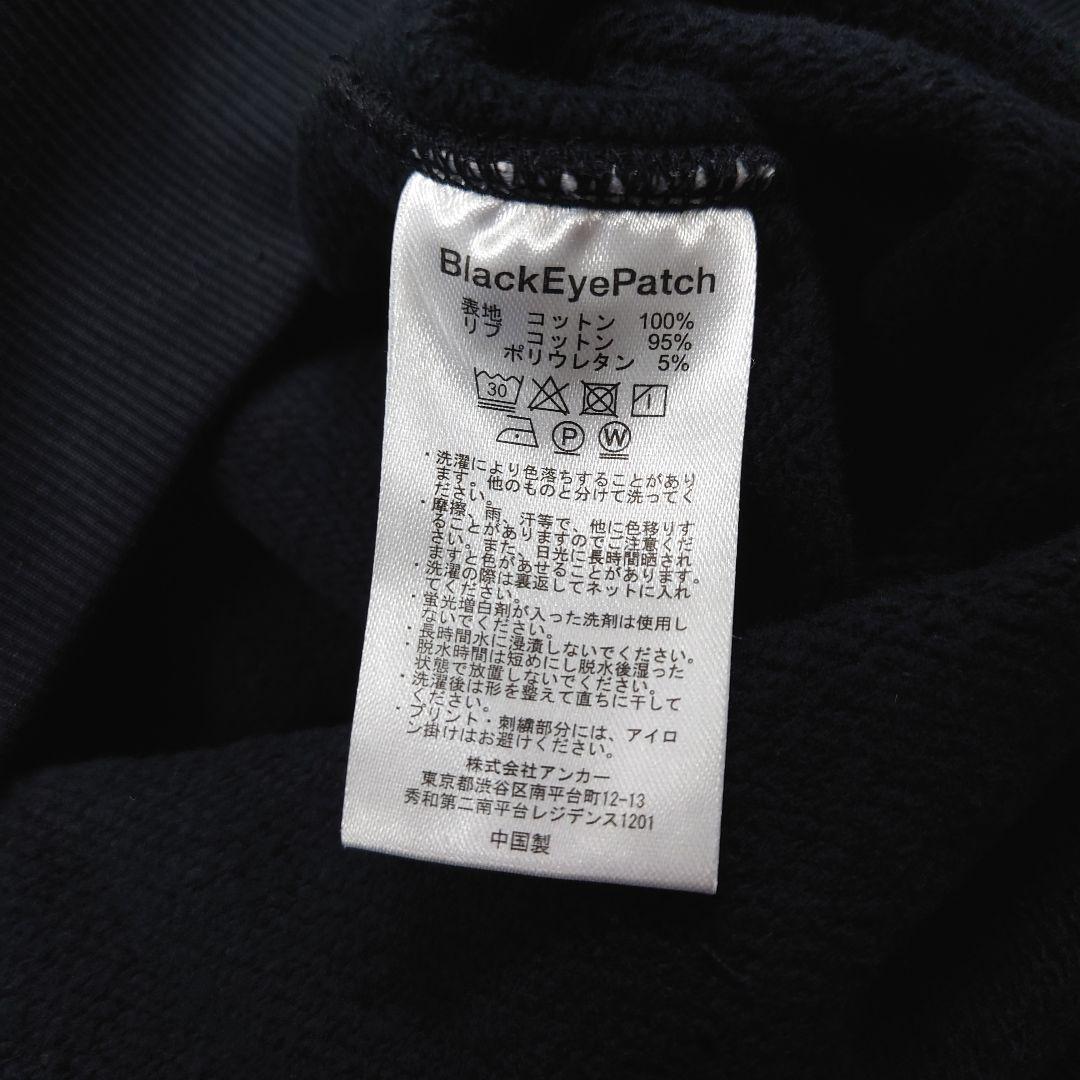 BlackEyePatch
表地 コットン 100%
リブ コットン 95%
ポリウレタン 5%
30
P W
・洗濯により色落ちすることがあり
ます。他のものと分けて洗ってく
ださい。
・摩擦、雨、汗等で、他に色移りす
ることがありますのでご注意くだ
さい。また、日光に長時間晒され
ますと色があせることがあります。
・洗濯の際は裏返してネットに入れ
てください。
・蛍光増白剤が入った洗剤は使用し
ないでください。
・長時間水に浸漬しないでください。
・脱水時間は短めにし脱水後湿った
状態で放置しないでください。
・洗濯後は形を整えて直ちに干して
ください。
・プリント・刺繍部分には、アイロ
ン掛けはお避けください。
株式会社アンカー
東京都渋谷区南平台町12-13
秀和第二南平台レジデンス1201
中国製